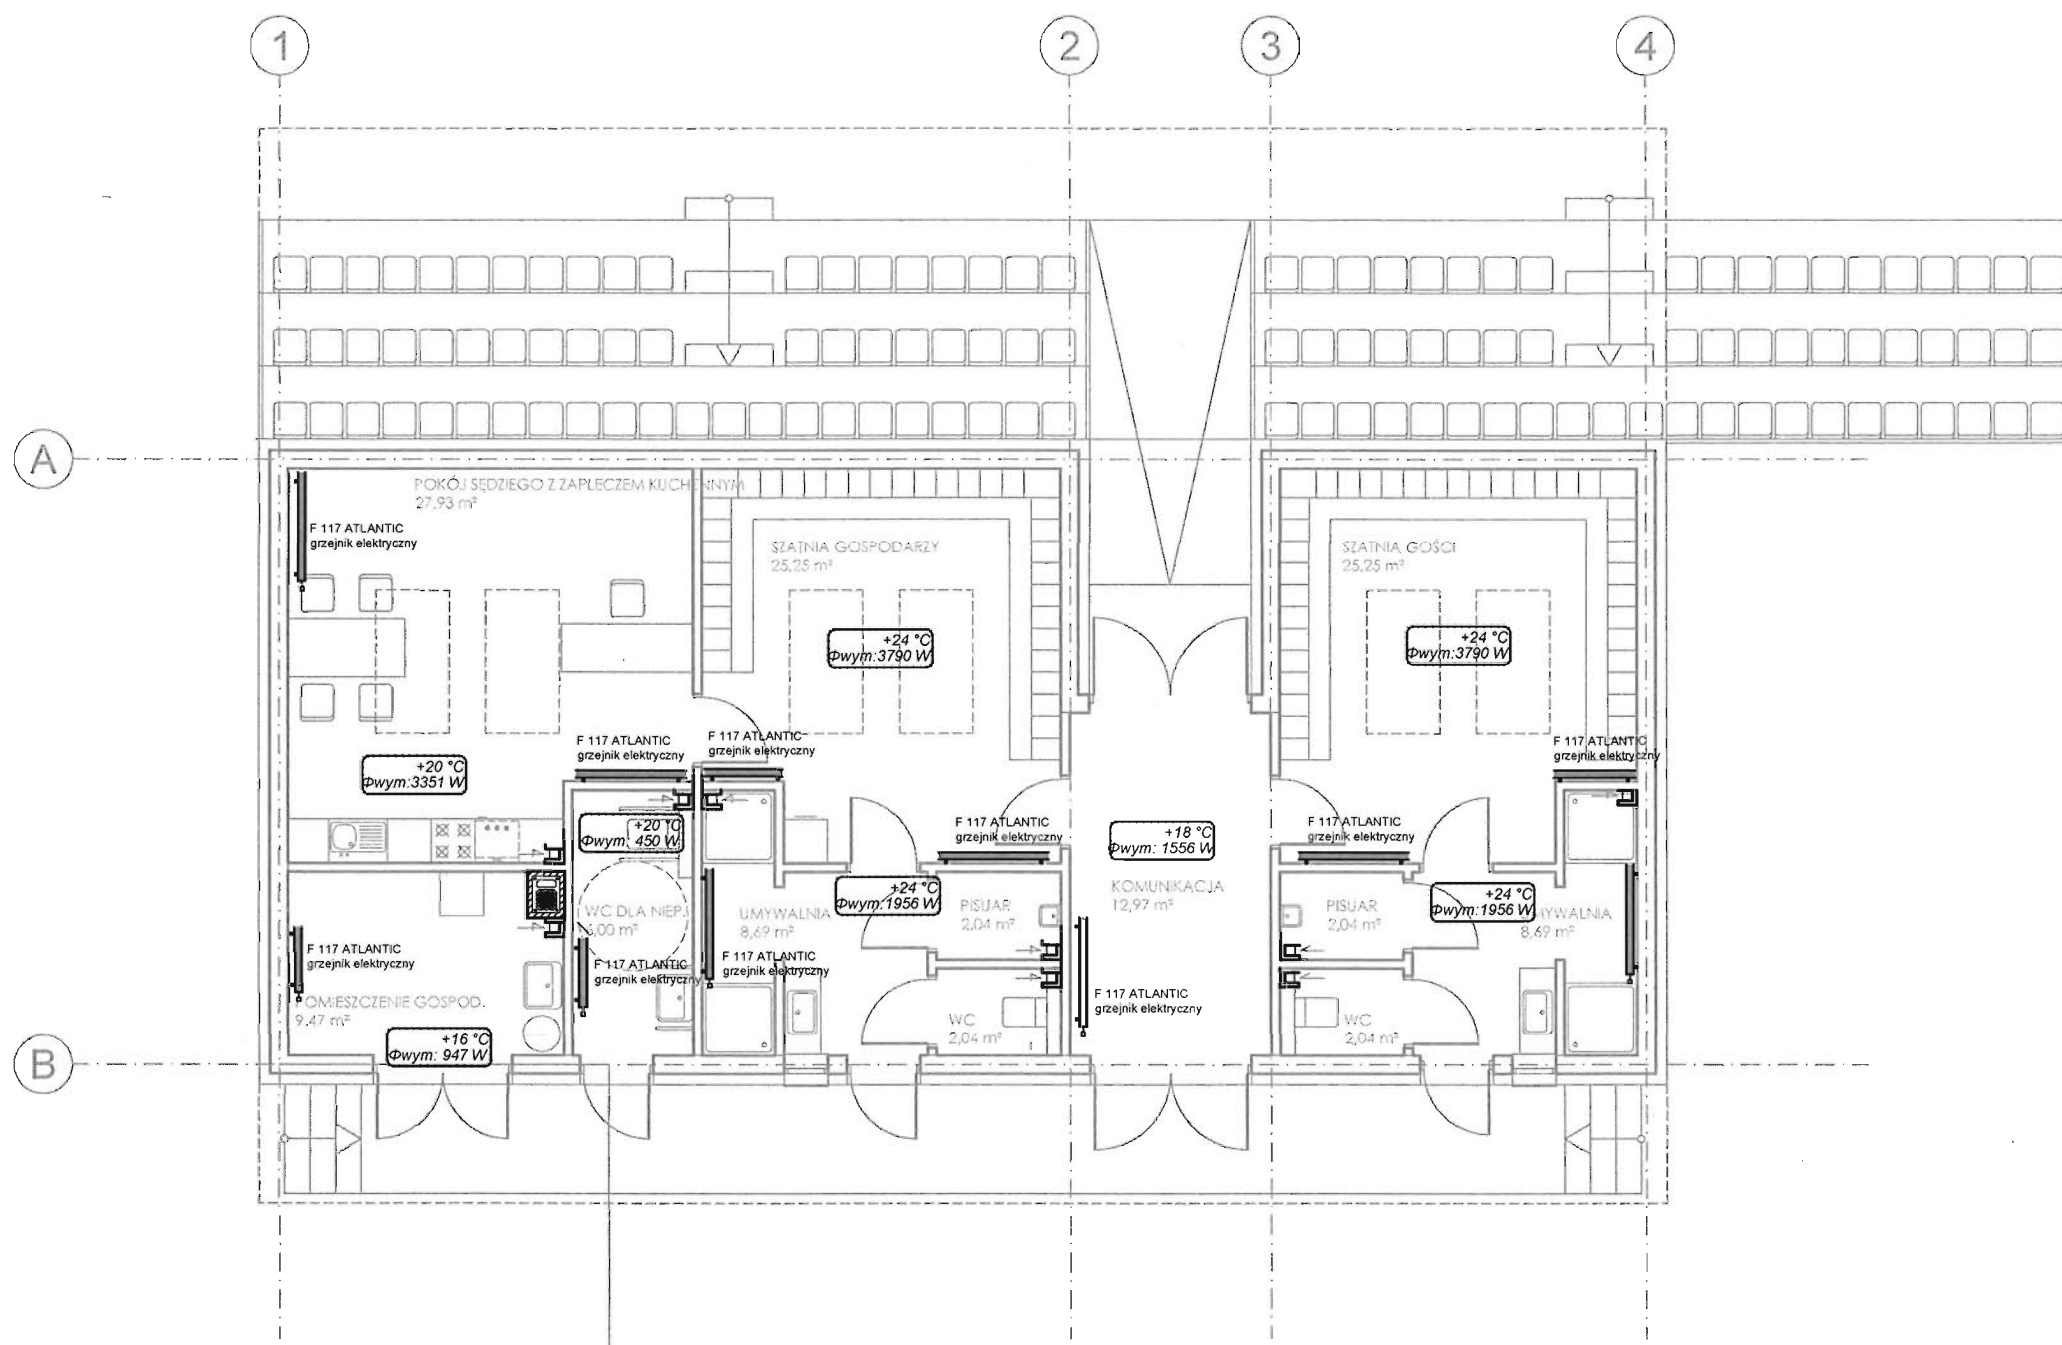 1
2
3
4
A
POKÓJ SĘDZIEGO Z ZAPLECZEM KUCHENNYM
27,93 m²
F 117 ATLANTIC
grzejnik elektryczny
SZATNIA GOSPODARZY
25,25 m²
SZATNIA GOŚCI
25,25 m²
+24 °C
Φwym:3790 W
+24 °C
Φwym:3790 W
F 117 ATLANTIC
grzejnik elektryczny
F 117 ATLANTIC
grzejnik elektryczny
F 117 ATLANTIC
grzejnik elektryczny
+20 °C
Φwym:3351 W
+20 °C
Φwym: 450 W
F 117 ATLANTIC
grzejnik elektryczny
+18 °C
Φwym: 1556 W
F 117 ATLANTIC
grzejnik elektryczny
KOMUNIKACJA
12,97 m²
+24 °C
Φwym:1956 W
+24 °C
Φwym:1956 W
WC DLA NIEP.
6,00 m²
UMYWALNIA
8,69 m²
PISUAR
2,04 m²
PISUAR
2,04 m²
UMYWALNIA
8,69 m²
F 117 ATLANTIC
grzejnik elektryczny
F 117 ATLANTIC
grzejnik elektryczny
F 117 ATLANTIC
grzejnik elektryczny
F 117 ATLANTIC
grzejnik elektryczny
POMIESZCZENIE GOSPOD.
9,47 m²
WC
2,04 m²
WC
2,04 m²
+16 °C
Φwym: 947 W
B